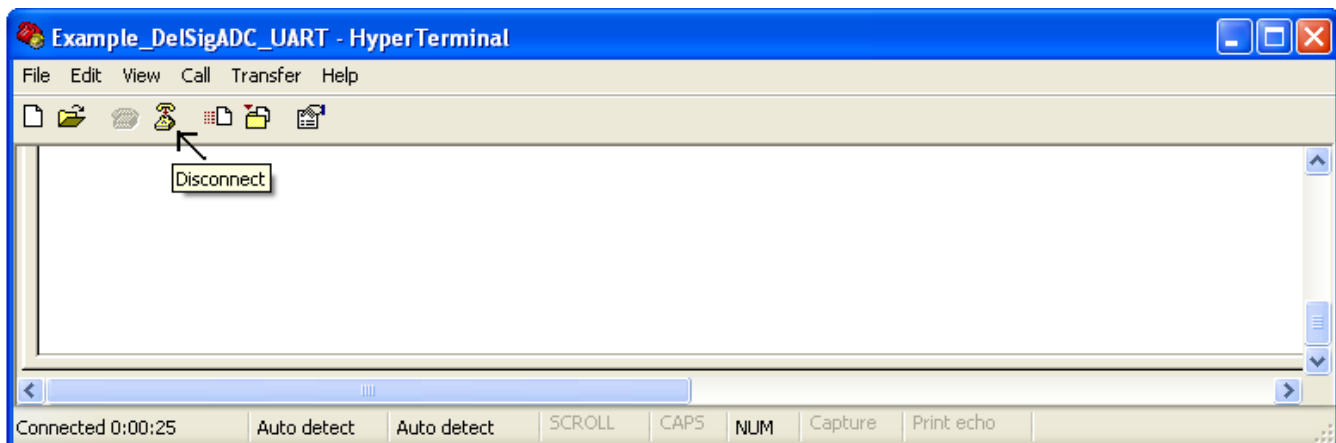 Example_DelSigADC_UART - HyperTerminal
File Edit View Call Transfer Help
Disconnect
Connected 0:00:25 Auto detect Auto detect SCROLL CAPS NUM Capture Print echo